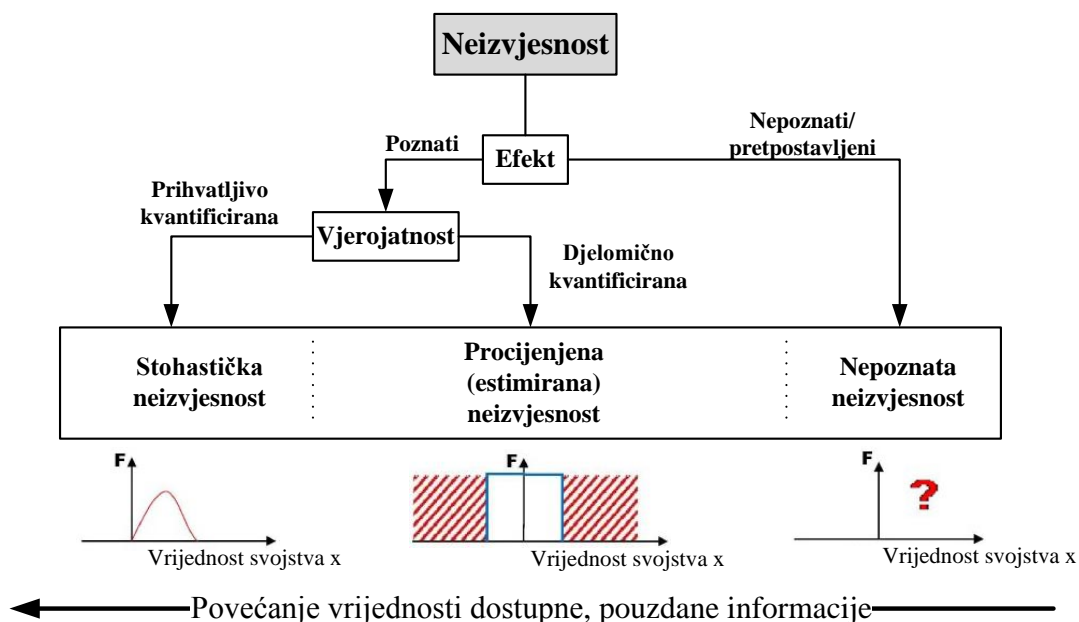 Neizvjesnost
Poznati
Efekt
Nepoznati/
pretpostavljeni
Prihvatljivo
kvantificirana
Vjerojatnost
Djelomično
kvantificirana
Stohastička
neizvjesnost
Procijenjena
(estimirana)
neizvjesnost
Nepoznata
neizvjesnost
F
Vrijednost svojstva x
F
Vrijednost svojstva x
F
?
Vrijednost svojstva x
Povećanje vrijednosti dostupne, pouzdane informacije